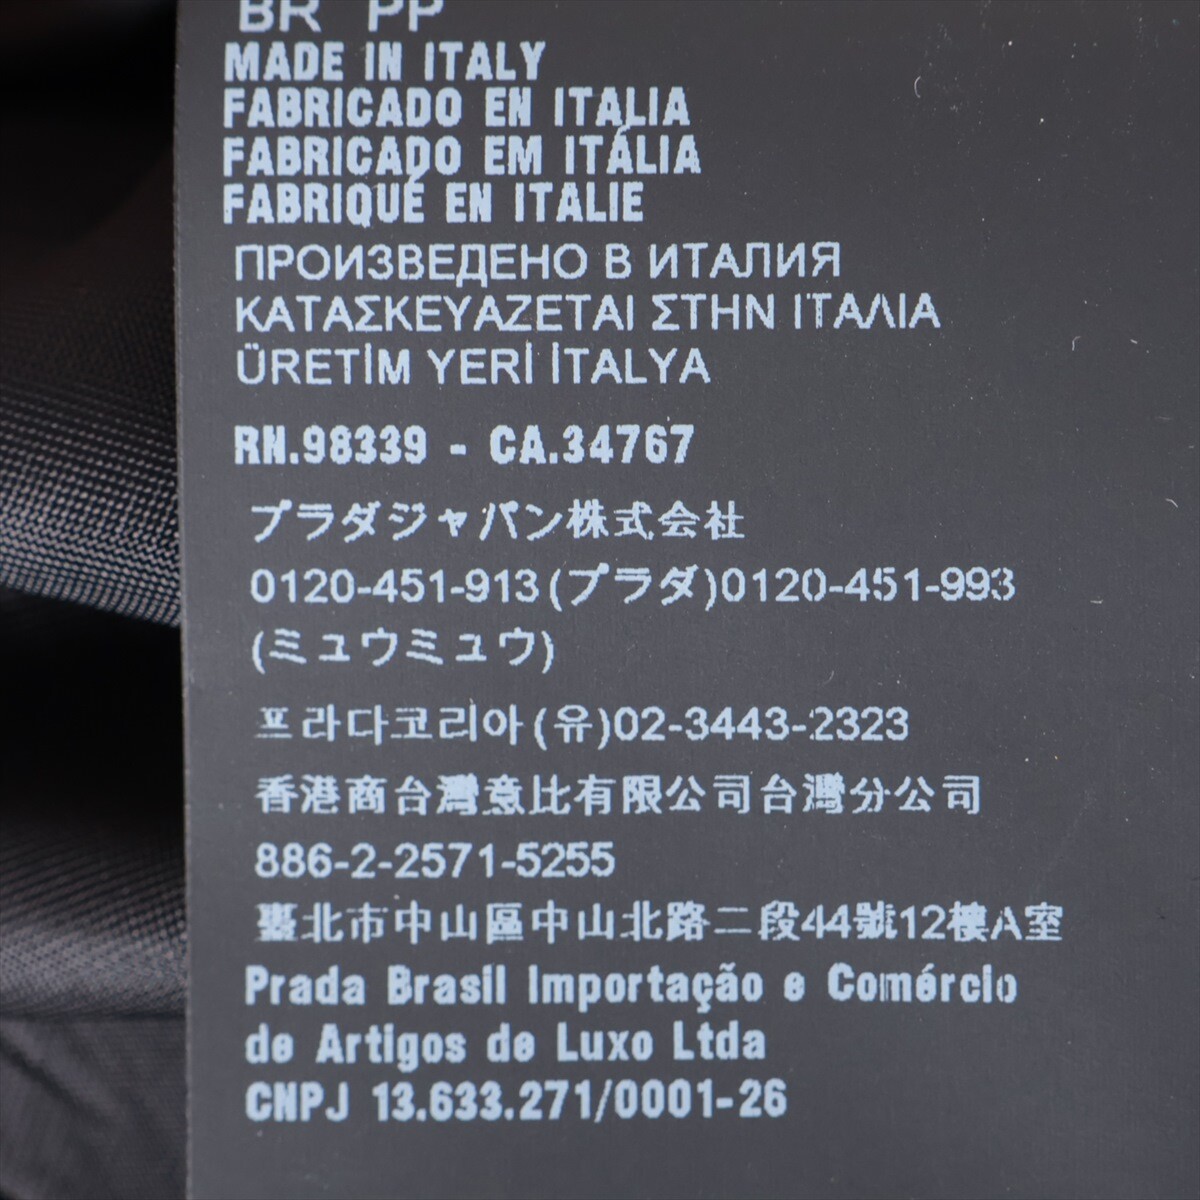 BR PP
MADE IN ITALY
FABRICADO EN ITALIA
FABRICADO EM ITÁLIA
FABRIQUÉ EN ITALIE
ПРОИЗВЕДЕНО В ИТАЛИЯ
ΚΑΤΑΣΚΕΥΑΖΕΤΑΙ ΣΤΗΝ ΙΤΑΛΙΑ
ÜRETİM YERİ İTALYA
RN.98339 - CA.34767
プラダジャパン株式会社
0120-451-913(プラダ)0120-451-993
(ミュウミュウ)
프라다코리아(유)02-3443-2323
香港商台灣意比有限公司台灣分公司
886-2-2571-5255
臺北市中山區中山北路二段44號12樓A室
Prada Brasil Importação e Comércio
de Artigos de Luxo Ltda
CNPJ 13.633.271/0001-26